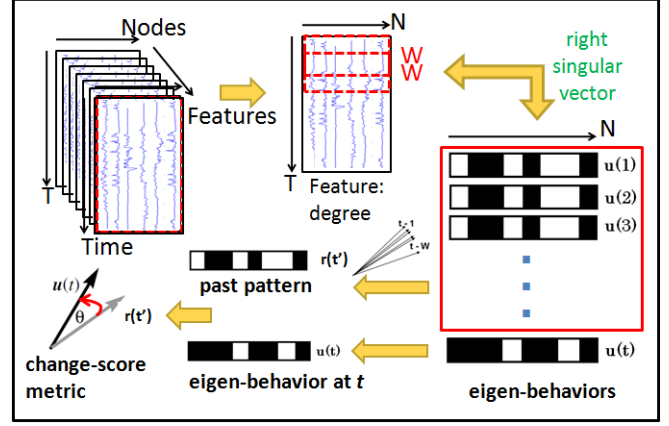 Nodes
Features
T
Time
N
W
W
T
Feature:
degree
right
singular
vector
N
u(1)
u(2)
u(3)
u(t)
eigen-behaviors
t - 1
t - W
r(t')
past pattern
u(t)
eigen-behavior at t
u(t)
θ
r(t')
change-score
metric